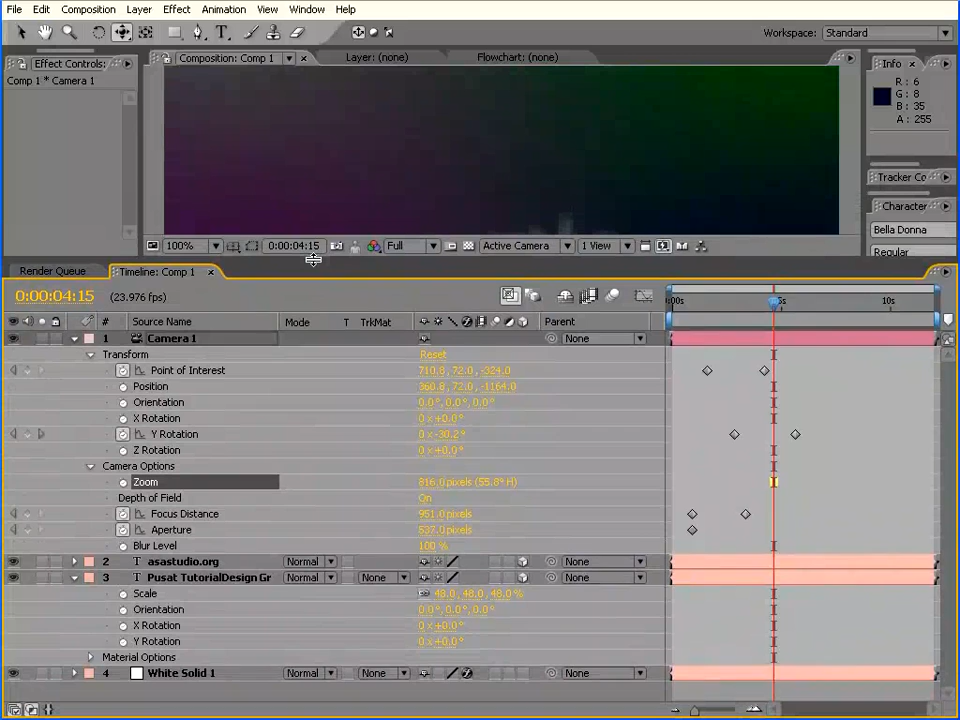 File Edit Composition Layer Effect Animation View Window Help
Workspace: Standard
Effect Controls: Composition: Comp 1 Layer: (none) Flowchart: (none) Info
Comp 1 * Camera 1
R : 6
G : 8
B : 35
A : 255
Tracker Co
Character
Bella Donna
Regular
100% 0:00:04:15 Full Active Camera 1 View
Render Queue Timeline: Comp 1
0:00:04:15 (23.976 fps)
:00s 5s 10s
# Source Name Mode T TrkMat Parent
1 Camera 1 None
Transform Reset
Point of Interest 710.8, 72.0, -324.0
Position 360.8, 72.0, -1164.0
Orientation 0.0°, 0.0°, 0.0°
X Rotation 0 x +0.0°
Y Rotation 0 x -30.2°
Z Rotation 0 x +0.0°
Camera Options
Zoom 816.0 pixels (55.8° H)
Depth of Field On
Focus Distance 951.0 pixels
Aperture 537.0 pixels
Blur Level 100 %
2 T asastudio.org Normal None
3 T Pusat TutorialDesign Gr Normal None None
Scale 48.0, 48.0, 48.0 %
Orientation 0.0°, 0.0°, 0.0°
X Rotation 0 x +0.0°
Y Rotation 0 x +0.0°
Material Options
4 White Solid 1 Normal None None